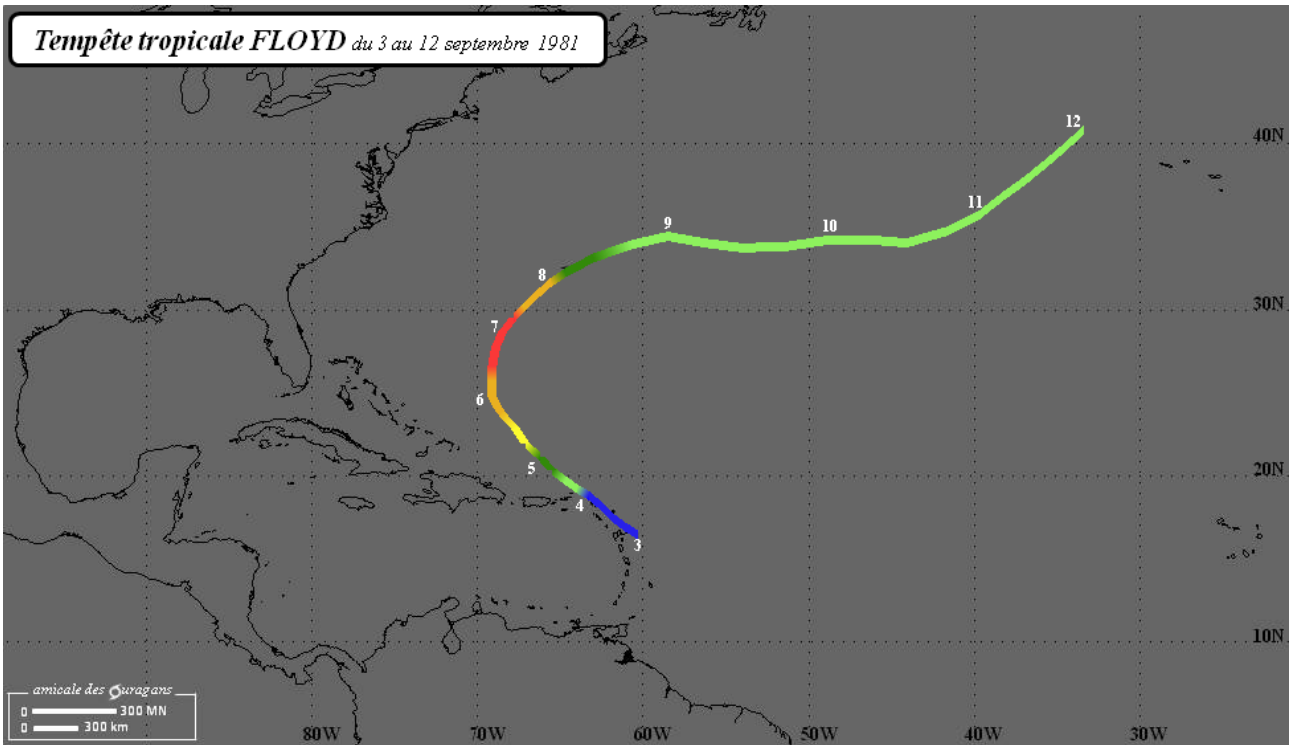 Tempête tropicale FLOYD du 3 au 12 septembre 1981
12
40N
11
9
10
8
30N
7
6
5
20N
4
3
10N
amicale des ouragans
0 300 MN
0 300 km
80W 70W 60W 50W 40W 30W